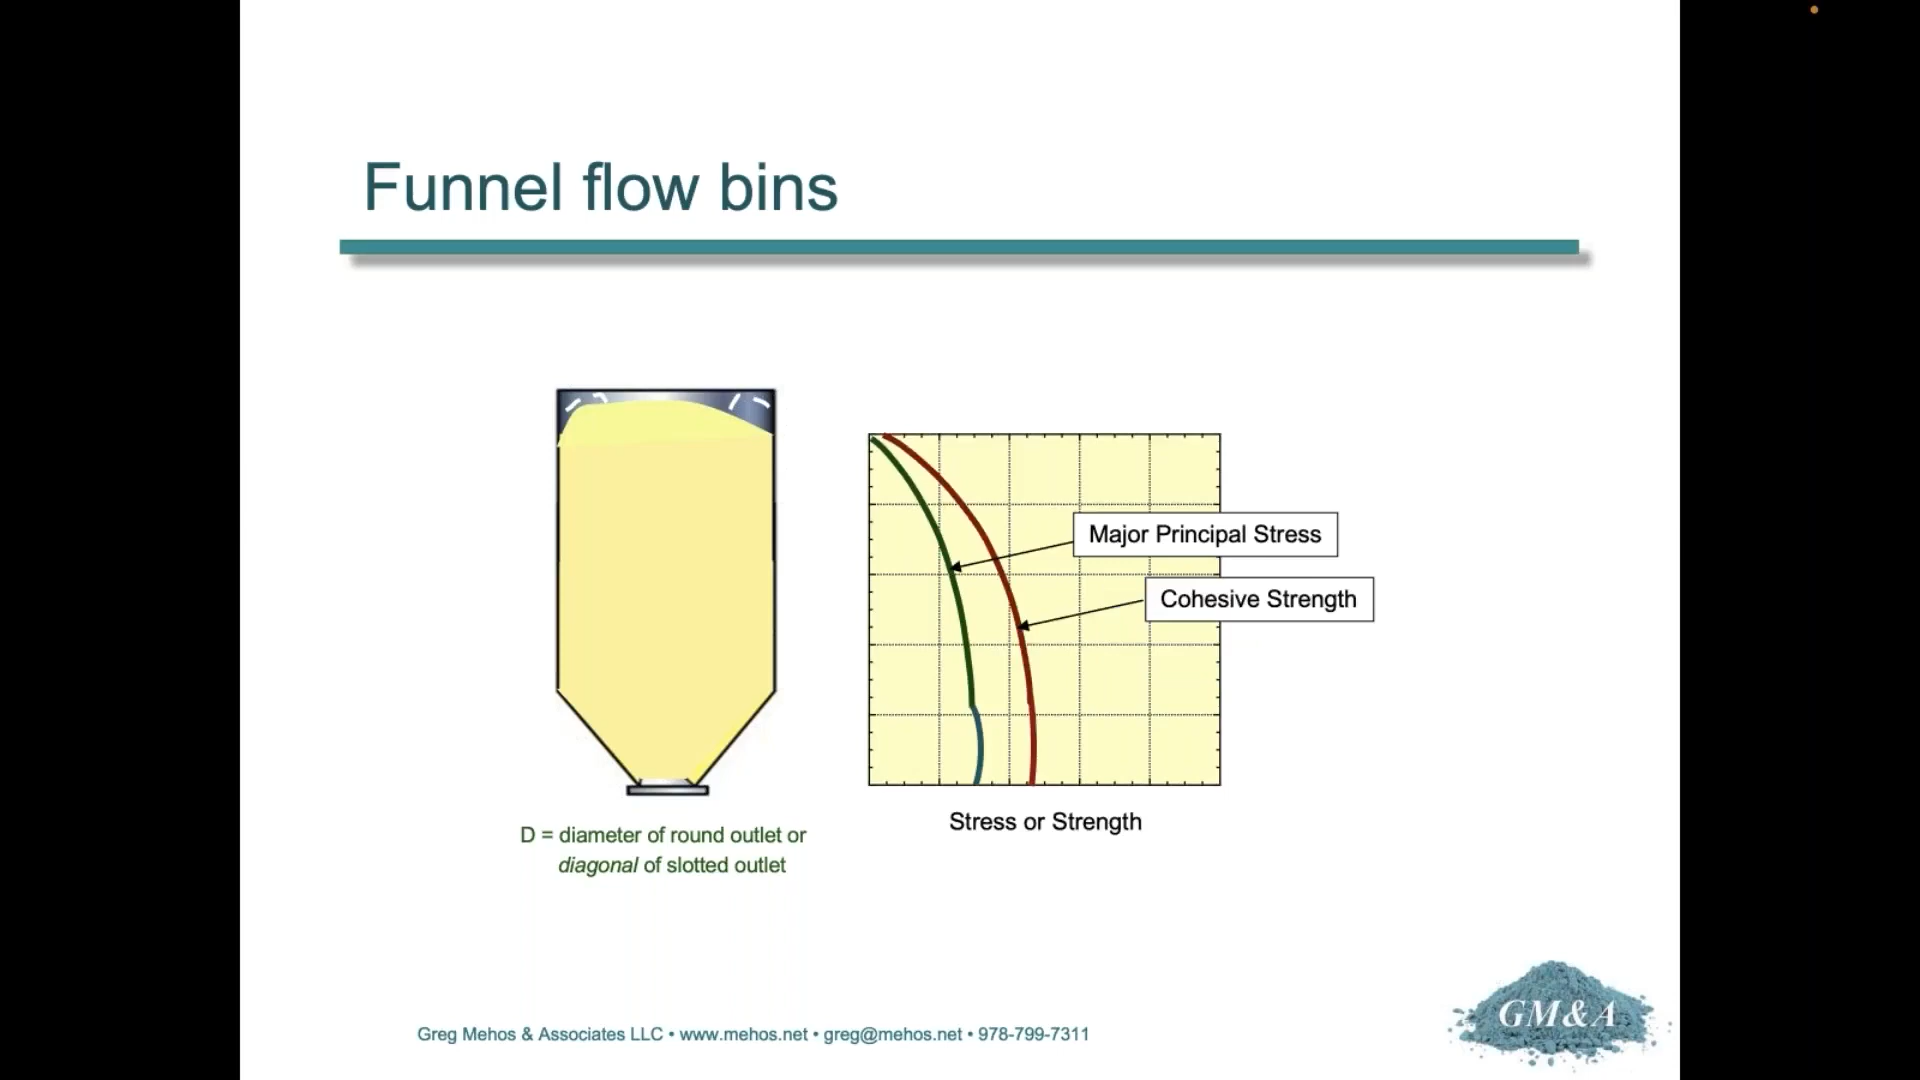 Funnel flow bins
Major Principal Stress
Cohesive Strength
Stress or Strength
D = diameter of round outlet or
diagonal of slotted outlet
Greg Mehos & Associates LLC • www.mehos.net • greg@mehos.net • 978-799-7311
GM&A